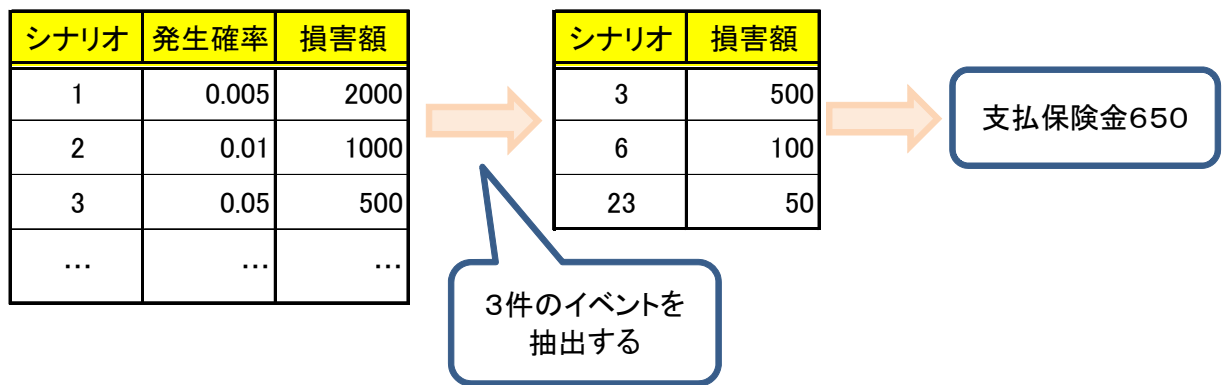 シナリオ 発生確率 損害額
1 0.005 2000
2 0.01 1000
3 0.05 500
… … …
シナリオ 損害額
3 500
6 100
23 50
支払保険金650
3件のイベントを
抽出する